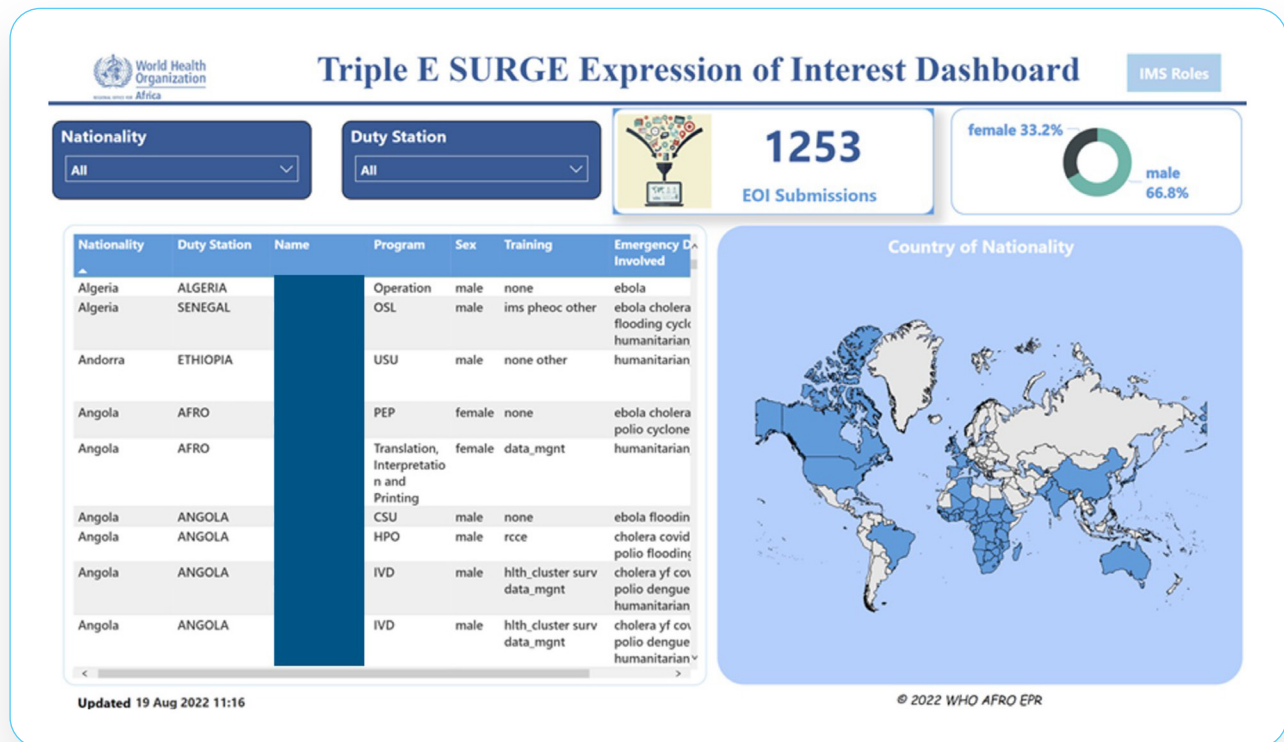 World Health
Organization
REGIONAL OFFICE FOR Africa
Triple E SURGE Expression of Interest Dashboard
IMS Roles
Nationality
All
Duty Station
All
1253
EOI Submissions
female 33.2%
male
66.8%
Nationality Duty Station Name Program Sex Training Emergency D
Involved
Algeria ALGERIA Operation male none ebola
Algeria SENEGAL OSL male ims pheoc other ebola cholera
flooding cyclo
humanitarian
Andorra ETHIOPIA USU male none other humanitarian
Angola AFRO PEP female none ebola cholera
polio cyclone
Angola AFRO Translation, female data_mgnt humanitarian
Interpretatio
n and
Printing
Angola ANGOLA CSU male none ebola floodin
Angola ANGOLA HPO male rcce cholera covid
polio flooding
Angola ANGOLA IVD male hlth_cluster surv cholera yf cov
data_mgnt polio dengue
humanitarian
Angola ANGOLA IVD male hlth_cluster surv cholera yf cov
data_mgnt polio dengue
humanitarian
Country of Nationality
Updated 19 Aug 2022 11:16
© 2022 WHO AFRO EPR